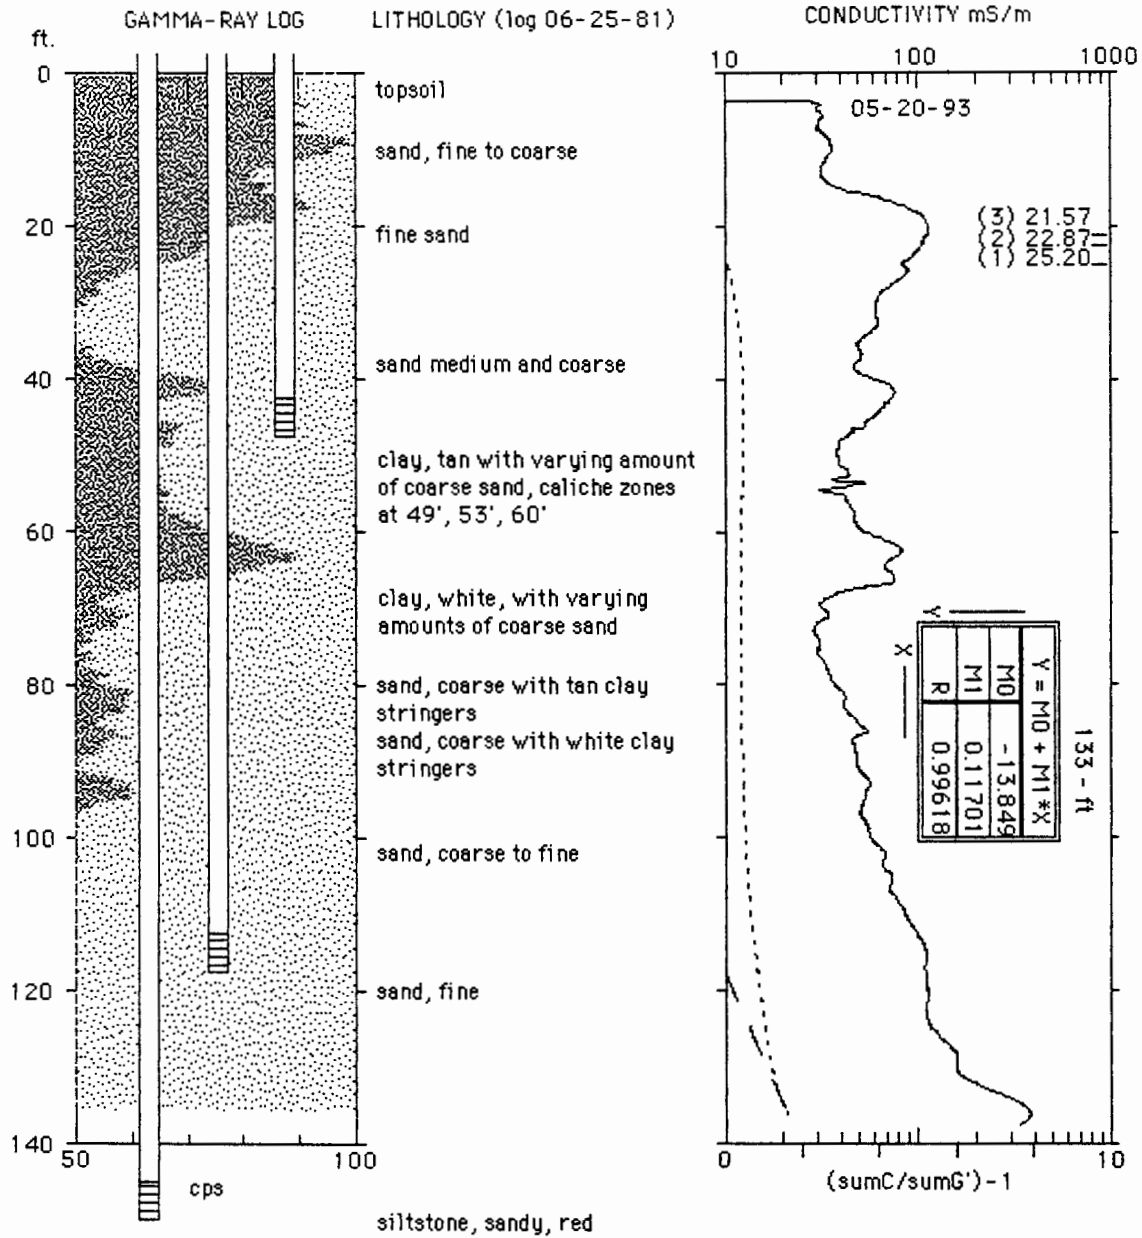 GAMMA-RAY LOG
LITHOLOGY (log 06-25-81)
CONDUCTIVITY mS/m
ft.
10 100 1000
0
20
40
60
80
100
120
140
topsoil
sand, fine to coarse
fine sand
sand medium and coarse
clay, tan with varying amount
of coarse sand, caliche zones
at 49', 53', 60'
clay, white, with varying
amounts of coarse sand
sand, coarse with tan clay
stringers
sand, coarse with white clay
stringers
sand, coarse to fine
sand, fine
siltstone, sandy, red
50 100
cps
05-20-93
(3) 21.57
(2) 22.87
(1) 25.20
133-ft
Y = M0 + M1*X
M0 -13.849
M1 0.11701
R 0.99618
Y
X
0 10
(sumC/sumG')-1